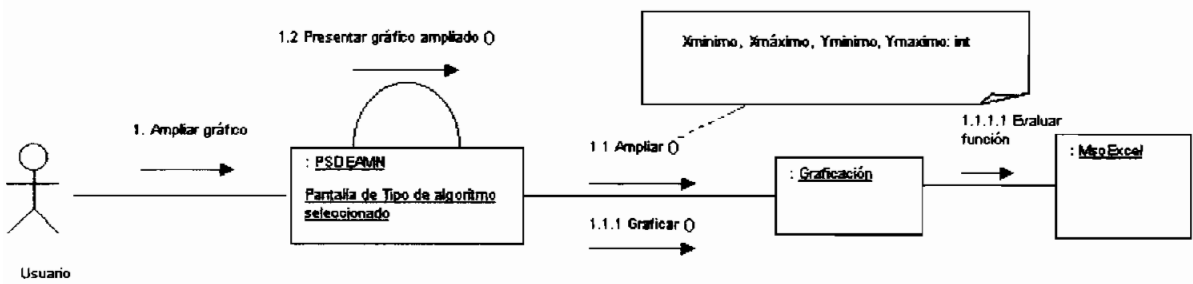 1.2 Presentar gráfico ampliado ()
Xminimo, Xmáximo, Yminimo, Ymaximo: int
1. Ampliar gráfico
1.1 Ampliar ()
1.1.1.1 Evaluar
función
: PSDEAMN
Pantalla de Tipo de algoritmo
seleccionado
: Graficación
: MsoExcel
1.1.1 Graficar ()
Usuario